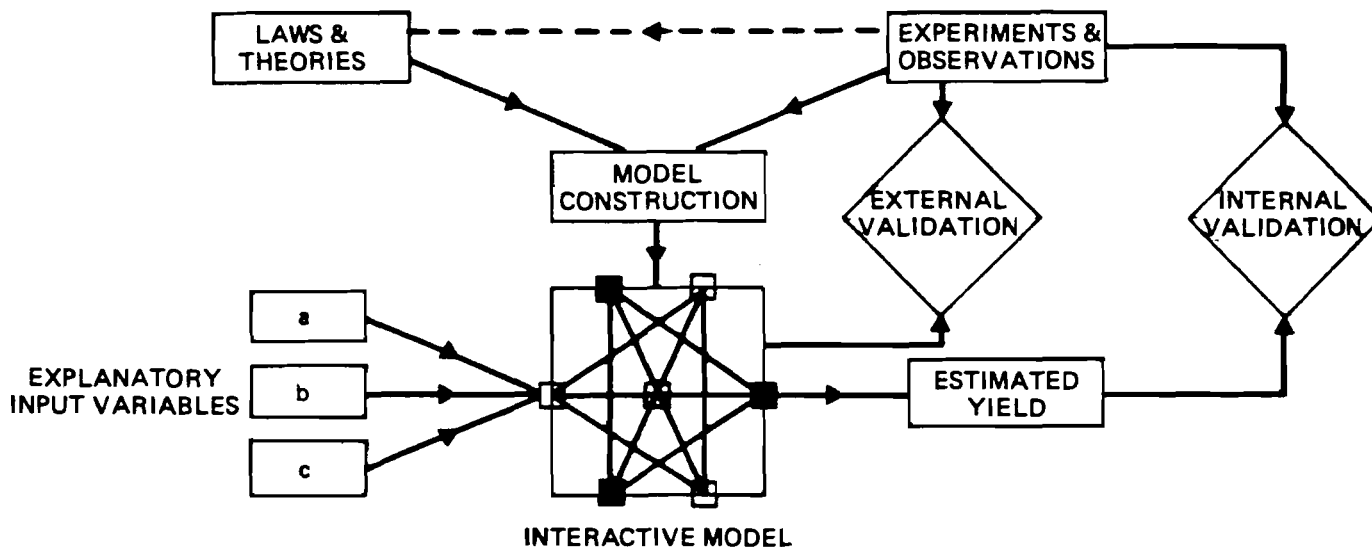 LAWS &
THEORIES
EXPERIMENTS &
OBSERVATIONS
MODEL
CONSTRUCTION
EXTERNAL
VALIDATION
INTERNAL
VALIDATION
a
EXPLANATORY
INPUT VARIABLES
b
c
ESTIMATED
YIELD
INTERACTIVE MODEL